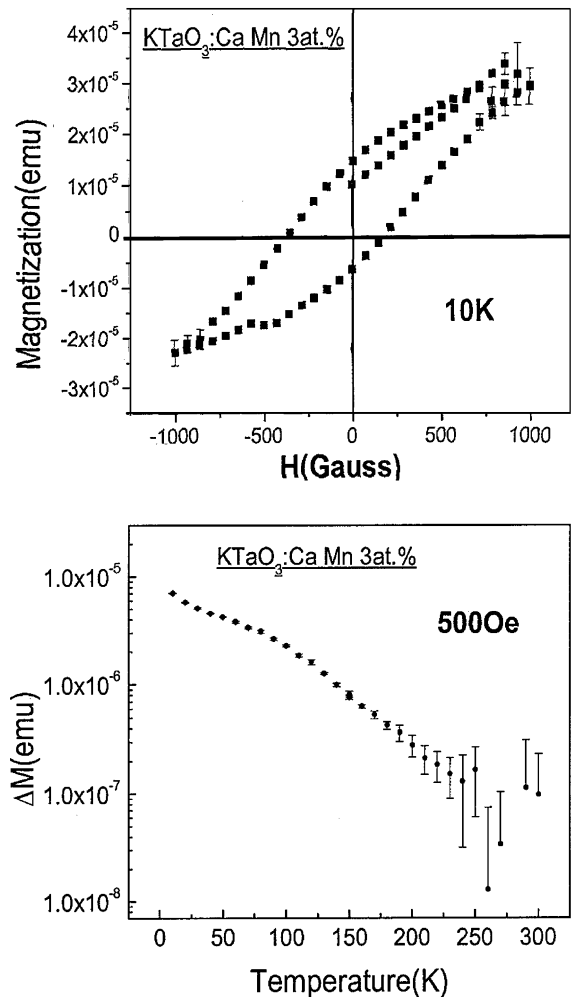 KTaO₃:Ca Mn 3at.%
4x10⁻⁵
3x10⁻⁵
2x10⁻⁵
1x10⁻⁵
0
-1x10⁻⁵
-2x10⁻⁵
-3x10⁻⁵
Magnetization(emu)
10K
-1000 -500 0 500 1000
H(Gauss)
KTaO₃:Ca Mn 3at.%
500Oe
1.0x10⁻⁵
1.0x10⁻⁶
1.0x10⁻⁷
1.0x10⁻⁸
ΔM(emu)
0 50 100 150 200 250 300
Temperature(K)